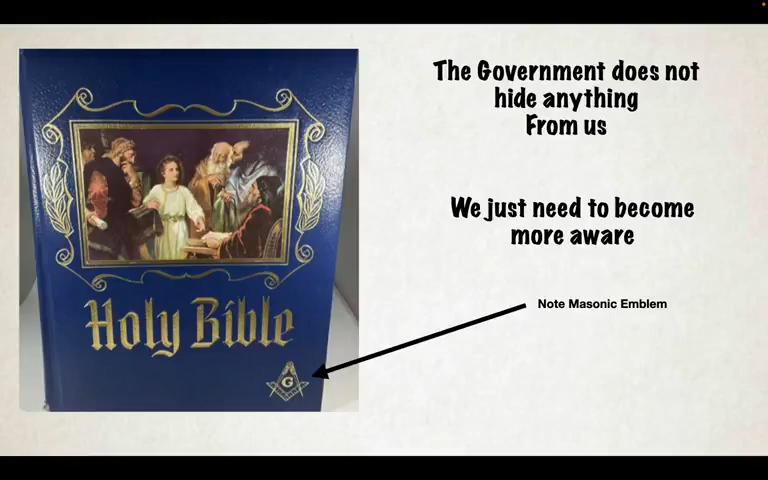 The Government does not
hide anything
From us
We just need to become
more aware
Note Masonic Emblem
Holy Bible
G